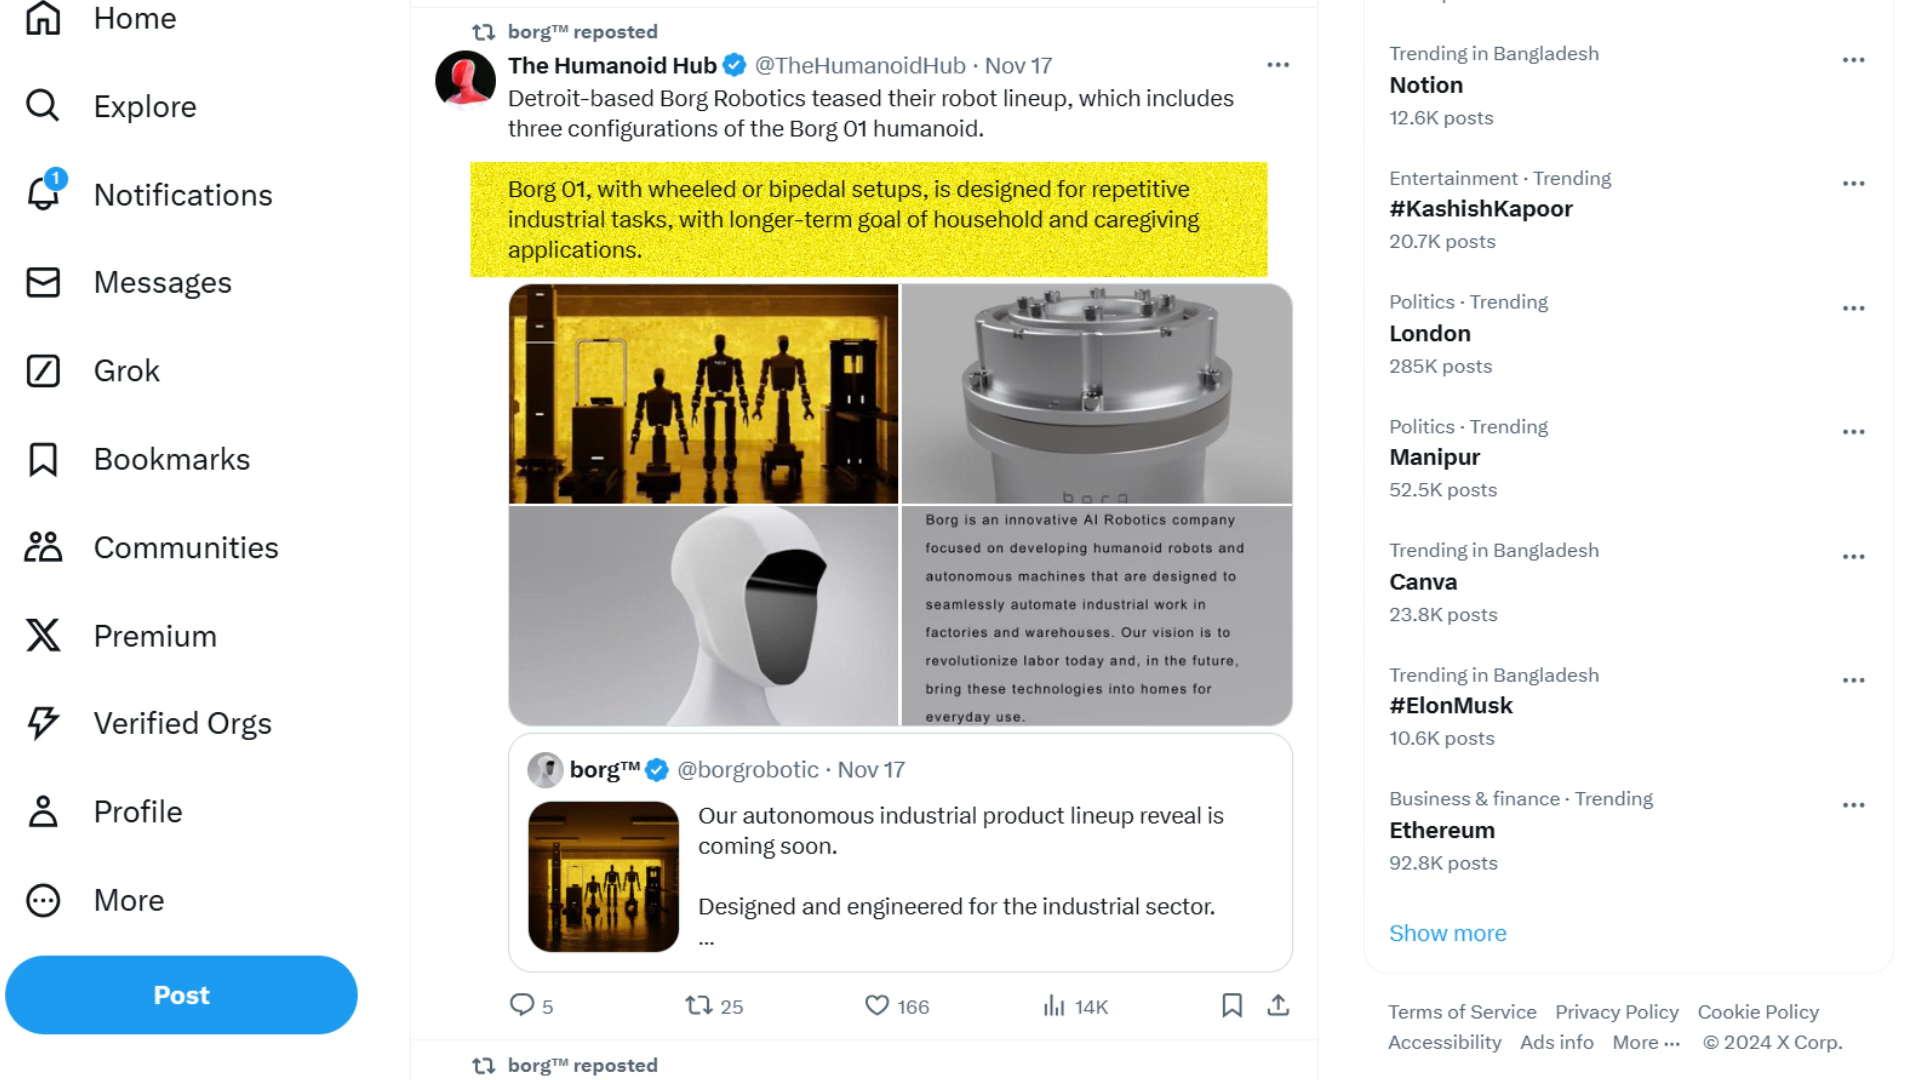 Home
Explore
1
Notifications
Messages
Grok
Bookmarks
Communities
Premium
Verified Orgs
Profile
More
Post
borg™ reposted
The Humanoid Hub @TheHumanoidHub · Nov 17
Detroit-based Borg Robotics teased their robot lineup, which includes
three configurations of the Borg 01 humanoid.
Borg 01, with wheeled or bipedal setups, is designed for repetitive
industrial tasks, with longer-term goal of household and caregiving
applications.
borg
Borg is an innovative AI Robotics company
focused on developing humanoid robots and
autonomous machines that are designed to
seamlessly automate industrial work in
factories and warehouses. Our vision is to
revolutionize labor today and, in the future,
bring these technologies into homes for
everyday use.
borg™ @borgrobotic · Nov 17
Our autonomous industrial product lineup reveal is
coming soon.
Designed and engineered for the industrial sector.
...
5 25 166 14K
borg™ reposted
Trending in Bangladesh
Notion
12.6K posts
Entertainment · Trending
#KashishKapoor
20.7K posts
Politics · Trending
London
285K posts
Politics · Trending
Manipur
52.5K posts
Trending in Bangladesh
Canva
23.8K posts
Trending in Bangladesh
#ElonMusk
10.6K posts
Business & finance · Trending
Ethereum
92.8K posts
Show more
Terms of Service Privacy Policy Cookie Policy
Accessibility Ads info More ··· © 2024 X Corp.